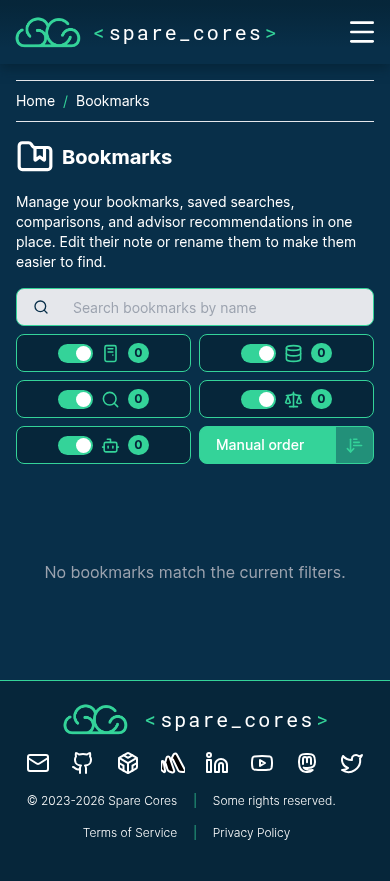 <spare_cores>
Home / Bookmarks
Bookmarks
Manage your bookmarks, saved searches,
comparisons, and advisor recommendations in one
place. Edit their note or rename them to make them
easier to find.
Search bookmarks by name
0 0
0 0
0 Manual order
No bookmarks match the current filters.
<spare_cores>
© 2023-2026 Spare Cores | Some rights reserved.
Terms of Service | Privacy Policy